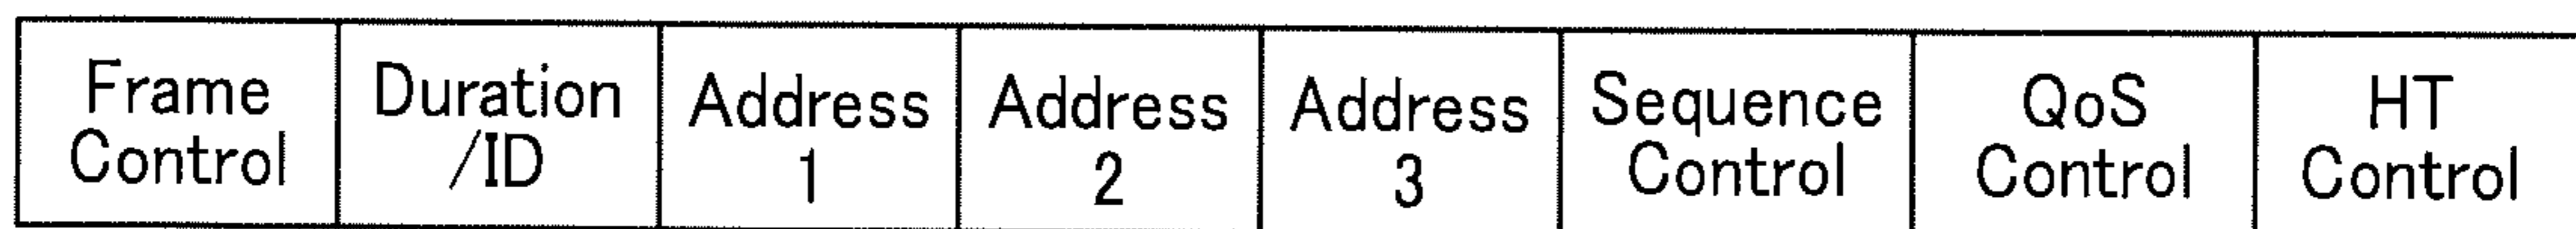 Frame
Control
Duration
/ID
Address
1
Address
2
Address
3
Sequence
Control
QoS
Control
HT
Control